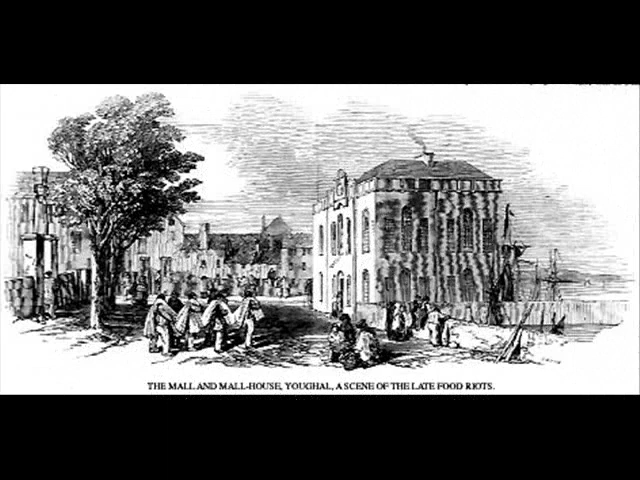 THE MALL AND MALL-HOUSE, YOUGHAL, A SCENE OF THE LATE FOOD RIOTS.